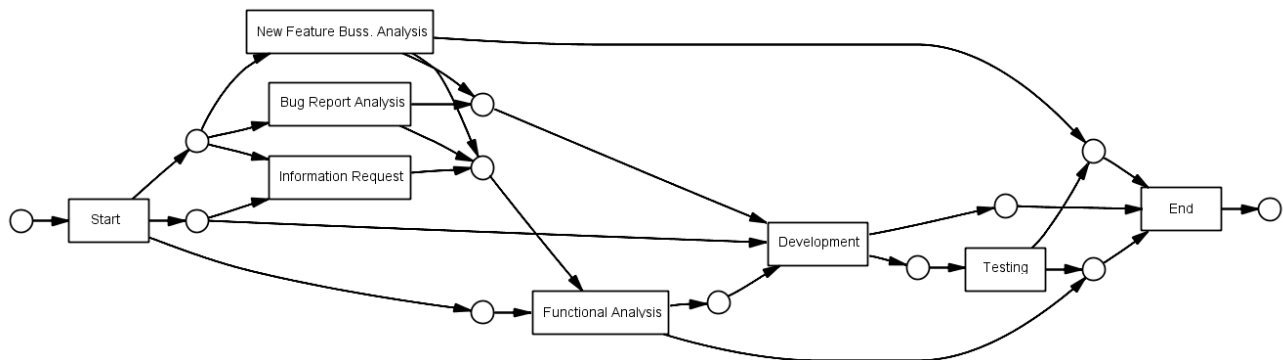 New Feature Buss. Analysis
Bug Report Analysis
Information Request
Start
Development
End
Testing
Functional Analysis